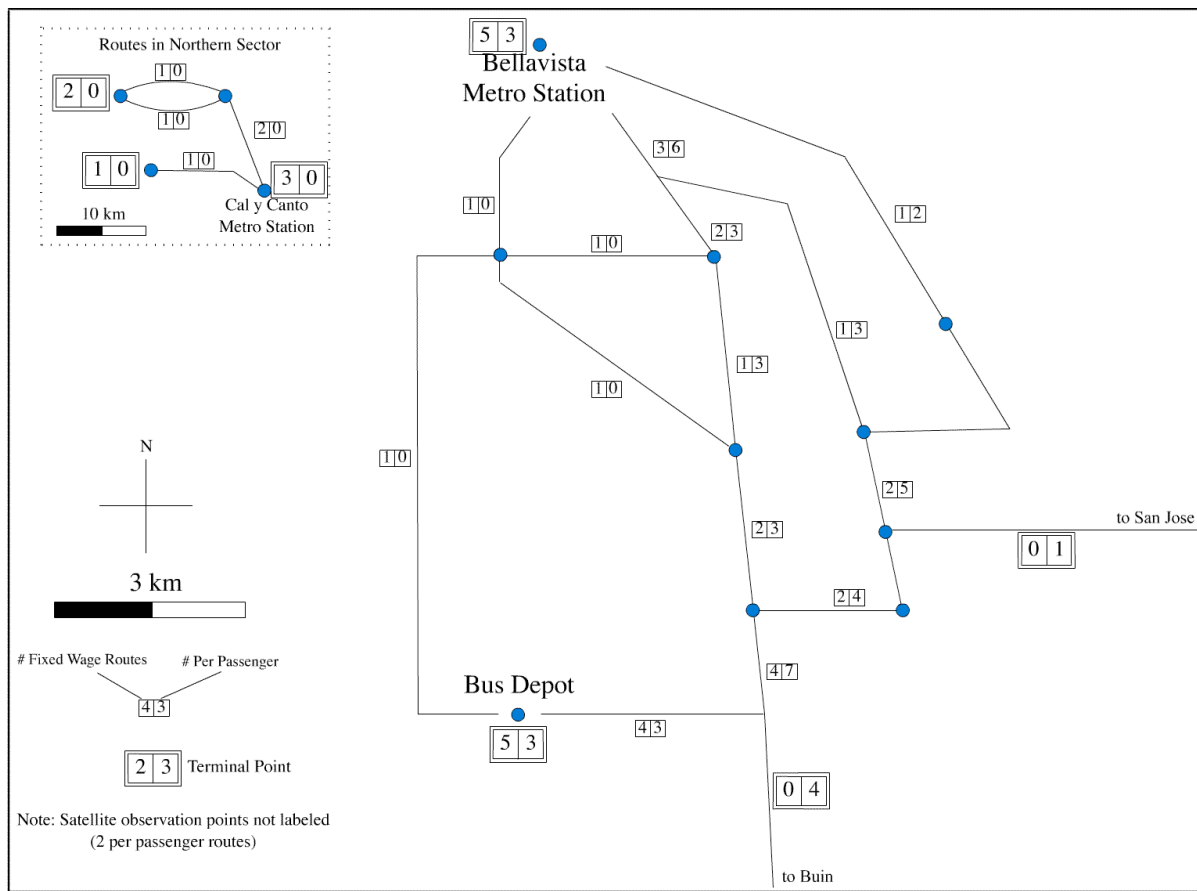 Routes in Northern Sector
1 0
2 0
1 0
2 0
1 0
1 0
3 0
Cal y Canto
Metro Station
10 km
5 3
Bellavista
Metro Station
3 6
1 0
1 2
2 3
1 0
1 3
1 3
1 0
1 0
2 5
to San Jose
0 1
2 3
2 4
N
3 km
# Fixed Wage Routes
# Per Passenger
4 3
2 3
Terminal Point
Note: Satellite observation points not labeled
(2 per passenger routes)
4 7
Bus Depot
4 3
5 3
0 4
to Buin